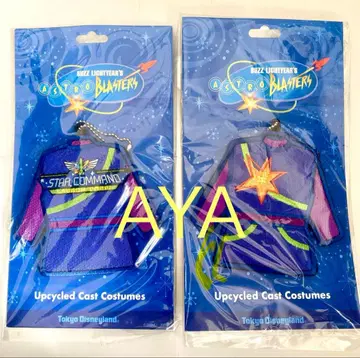 BUZZ LIGHTYEAR'S
ASTRO BLASTERS
STAR COMMAND
Upcycled Cast Costumes
Tokyo Disneyland
BUZZ LIGHTYEAR'S
ASTRO BLASTERS
Upcycled Cast Costumes
Tokyo Disneyland
AYA